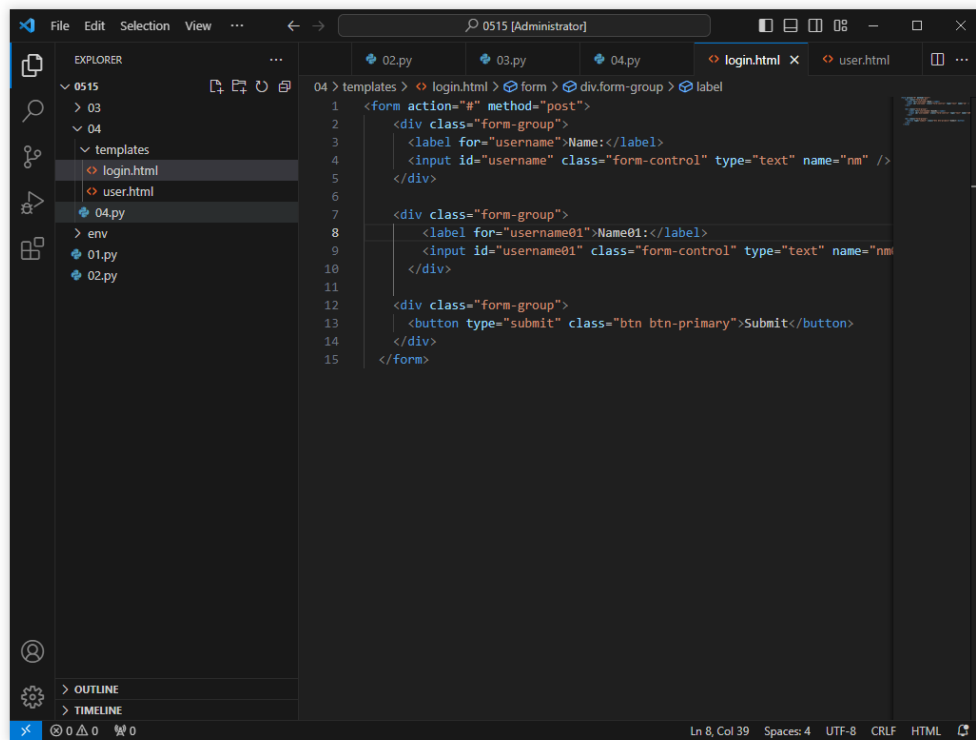 File Edit Selection View ··· 0515 [Administrator]
EXPLORER ···
0515
03
04
templates
login.html
user.html
04.py
env
01.py
02.py
OUTLINE
TIMELINE
02.py 03.py 04.py login.html user.html ···
04 > templates > login.html > form > div.form-group > label
1 <form action="#" method="post">
2 <div class="form-group">
3 <label for="username">Name:</label>
4 <input id="username" class="form-control" type="text" name="nm" />
5 </div>
6
7 <div class="form-group">
8 <label for="username01">Name01:</label>
9 <input id="username01" class="form-control" type="text" name="nm
10 </div>
11
12 <div class="form-group">
13 <button type="submit" class="btn btn-primary">Submit</button>
14 </div>
15 </form>
0 0 0 Ln 8, Col 39 Spaces: 4 UTF-8 CRLF HTML